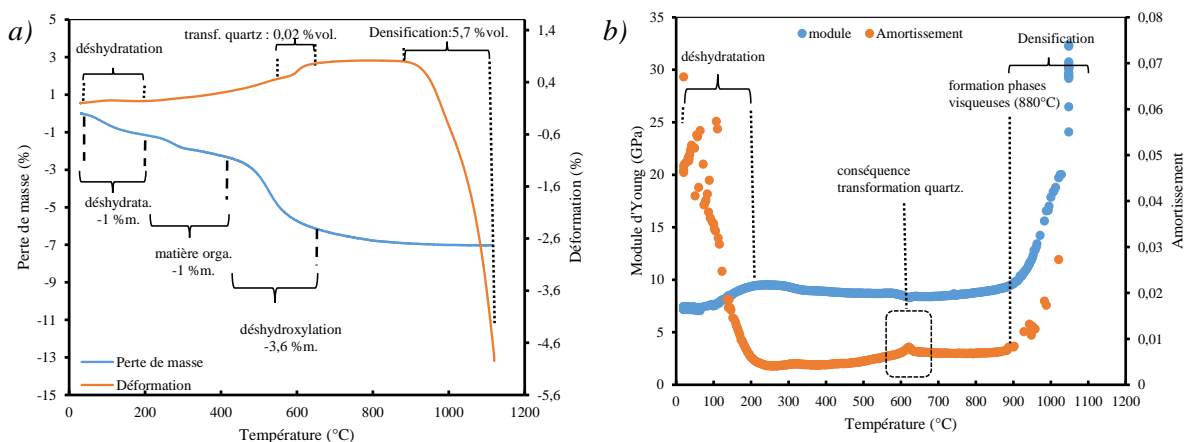 a)
5
3
1
-1
-3
-5
-7
-9
-11
-13
-15
Perte de masse (%)
0
200
400
600
800
1000
1200
Température (°C)
1,4
0,4
-0,6
-1,6
-2,6
-3,6
-4,6
-5,6
Déformation (%)
déshydratation
transf. quartz : 0,02 %vol.
Densification:5,7 %vol.
déshydrata.
-1 %m.
matière orga.
-1 %m.
déshydroxylation
-3,6 %m.
Perte de masse
Déformation
b)
35
30
25
20
15
10
5
0
Module d'Young (GPa)
0
100
200
300
400
500
600
700
800
900
1000
1100
1200
Température (°C)
0,08
0,07
0,06
0,05
0,04
0,03
0,02
0,01
0,00
Amortissement
module
Amortissement
déshydratation
Densification
formation phases
visqueuses (880°C)
conséquence
transformation quartz.